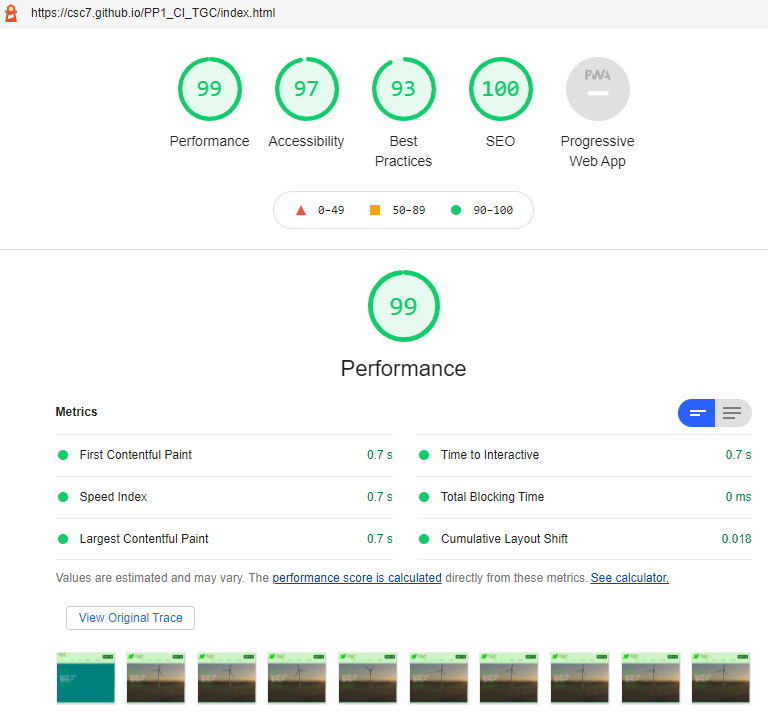 https://csc7.github.io/PP1_CI_TGC/index.html
99 97 93 100 PWA
Performance Accessibility Best Practices SEO Progressive Web App
0–49 50–89 90–100
99
Performance
Metrics
First Contentful Paint 0.7 s
Time to Interactive 0.7 s
Speed Index 0.7 s
Total Blocking Time 0 ms
Largest Contentful Paint 0.7 s
Cumulative Layout Shift 0.018
Values are estimated and may vary. The performance score is calculated directly from these metrics. See calculator.
View Original Trace